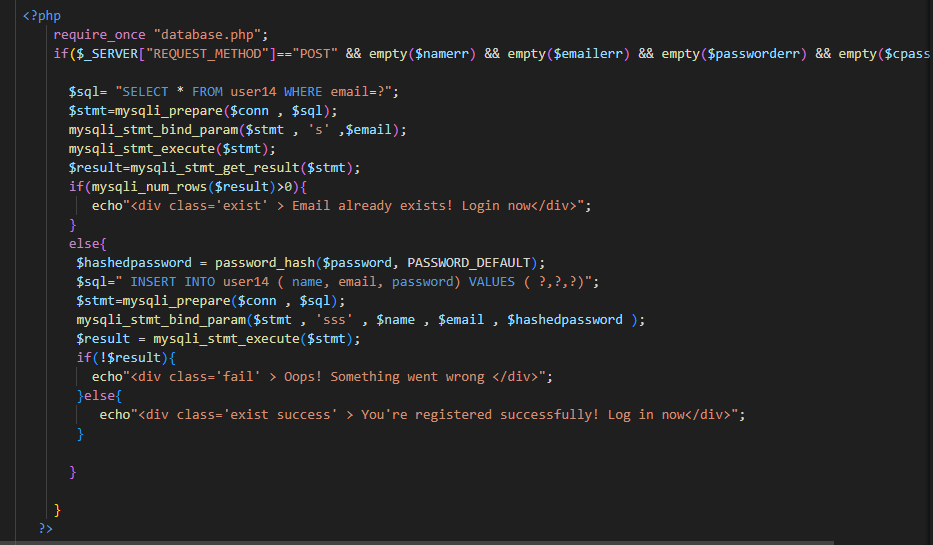 <?php
require_once "database.php";
if($_SERVER["REQUEST_METHOD"]=="POST" && empty($namerr) && empty($emailerr) && empty($passworderr) && empty($cpass
$sql= "SELECT * FROM user14 WHERE email=?";
$stmt=mysqli_prepare($conn , $sql);
mysqli_stmt_bind_param($stmt , 's' ,$email);
mysqli_stmt_execute($stmt);
$result=mysqli_stmt_get_result($stmt);
if(mysqli_num_rows($result)>0){
echo"<div class='exist' > Email already exists! Login now</div>";
}
else{
$hashedpassword = password_hash($password, PASSWORD_DEFAULT);
$sql=" INSERT INTO user14 ( name, email, password) VALUES ( ?,?,?)";
$stmt=mysqli_prepare($conn , $sql);
mysqli_stmt_bind_param($stmt , 'sss' , $name , $email , $hashedpassword );
$result = mysqli_stmt_execute($stmt);
if(!$result){
echo"<div class='fail' > Oops! Something went wrong </div>";
}else{
echo"<div class='exist success' > You're registered successfully! Log in now</div>";
}
}
}
?>